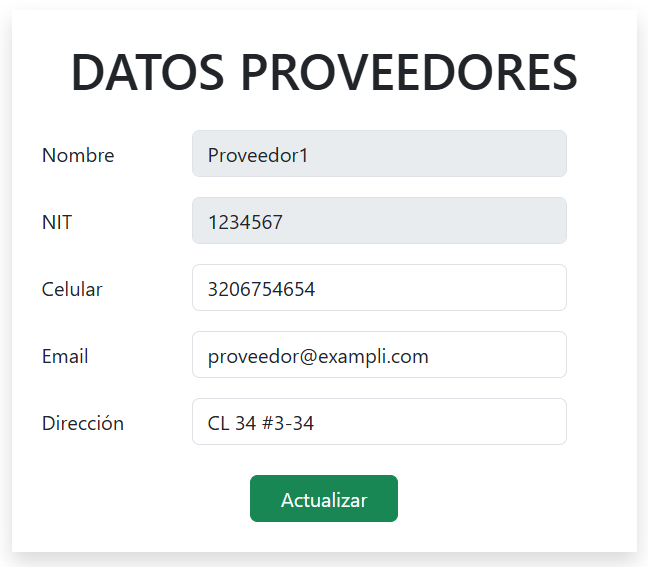 DATOS PROVEEDORES
Nombre Proveedor1
NIT 1234567
Celular 3206754654
Email proveedor@exampli.com
Dirección CL 34 #3-34
Actualizar